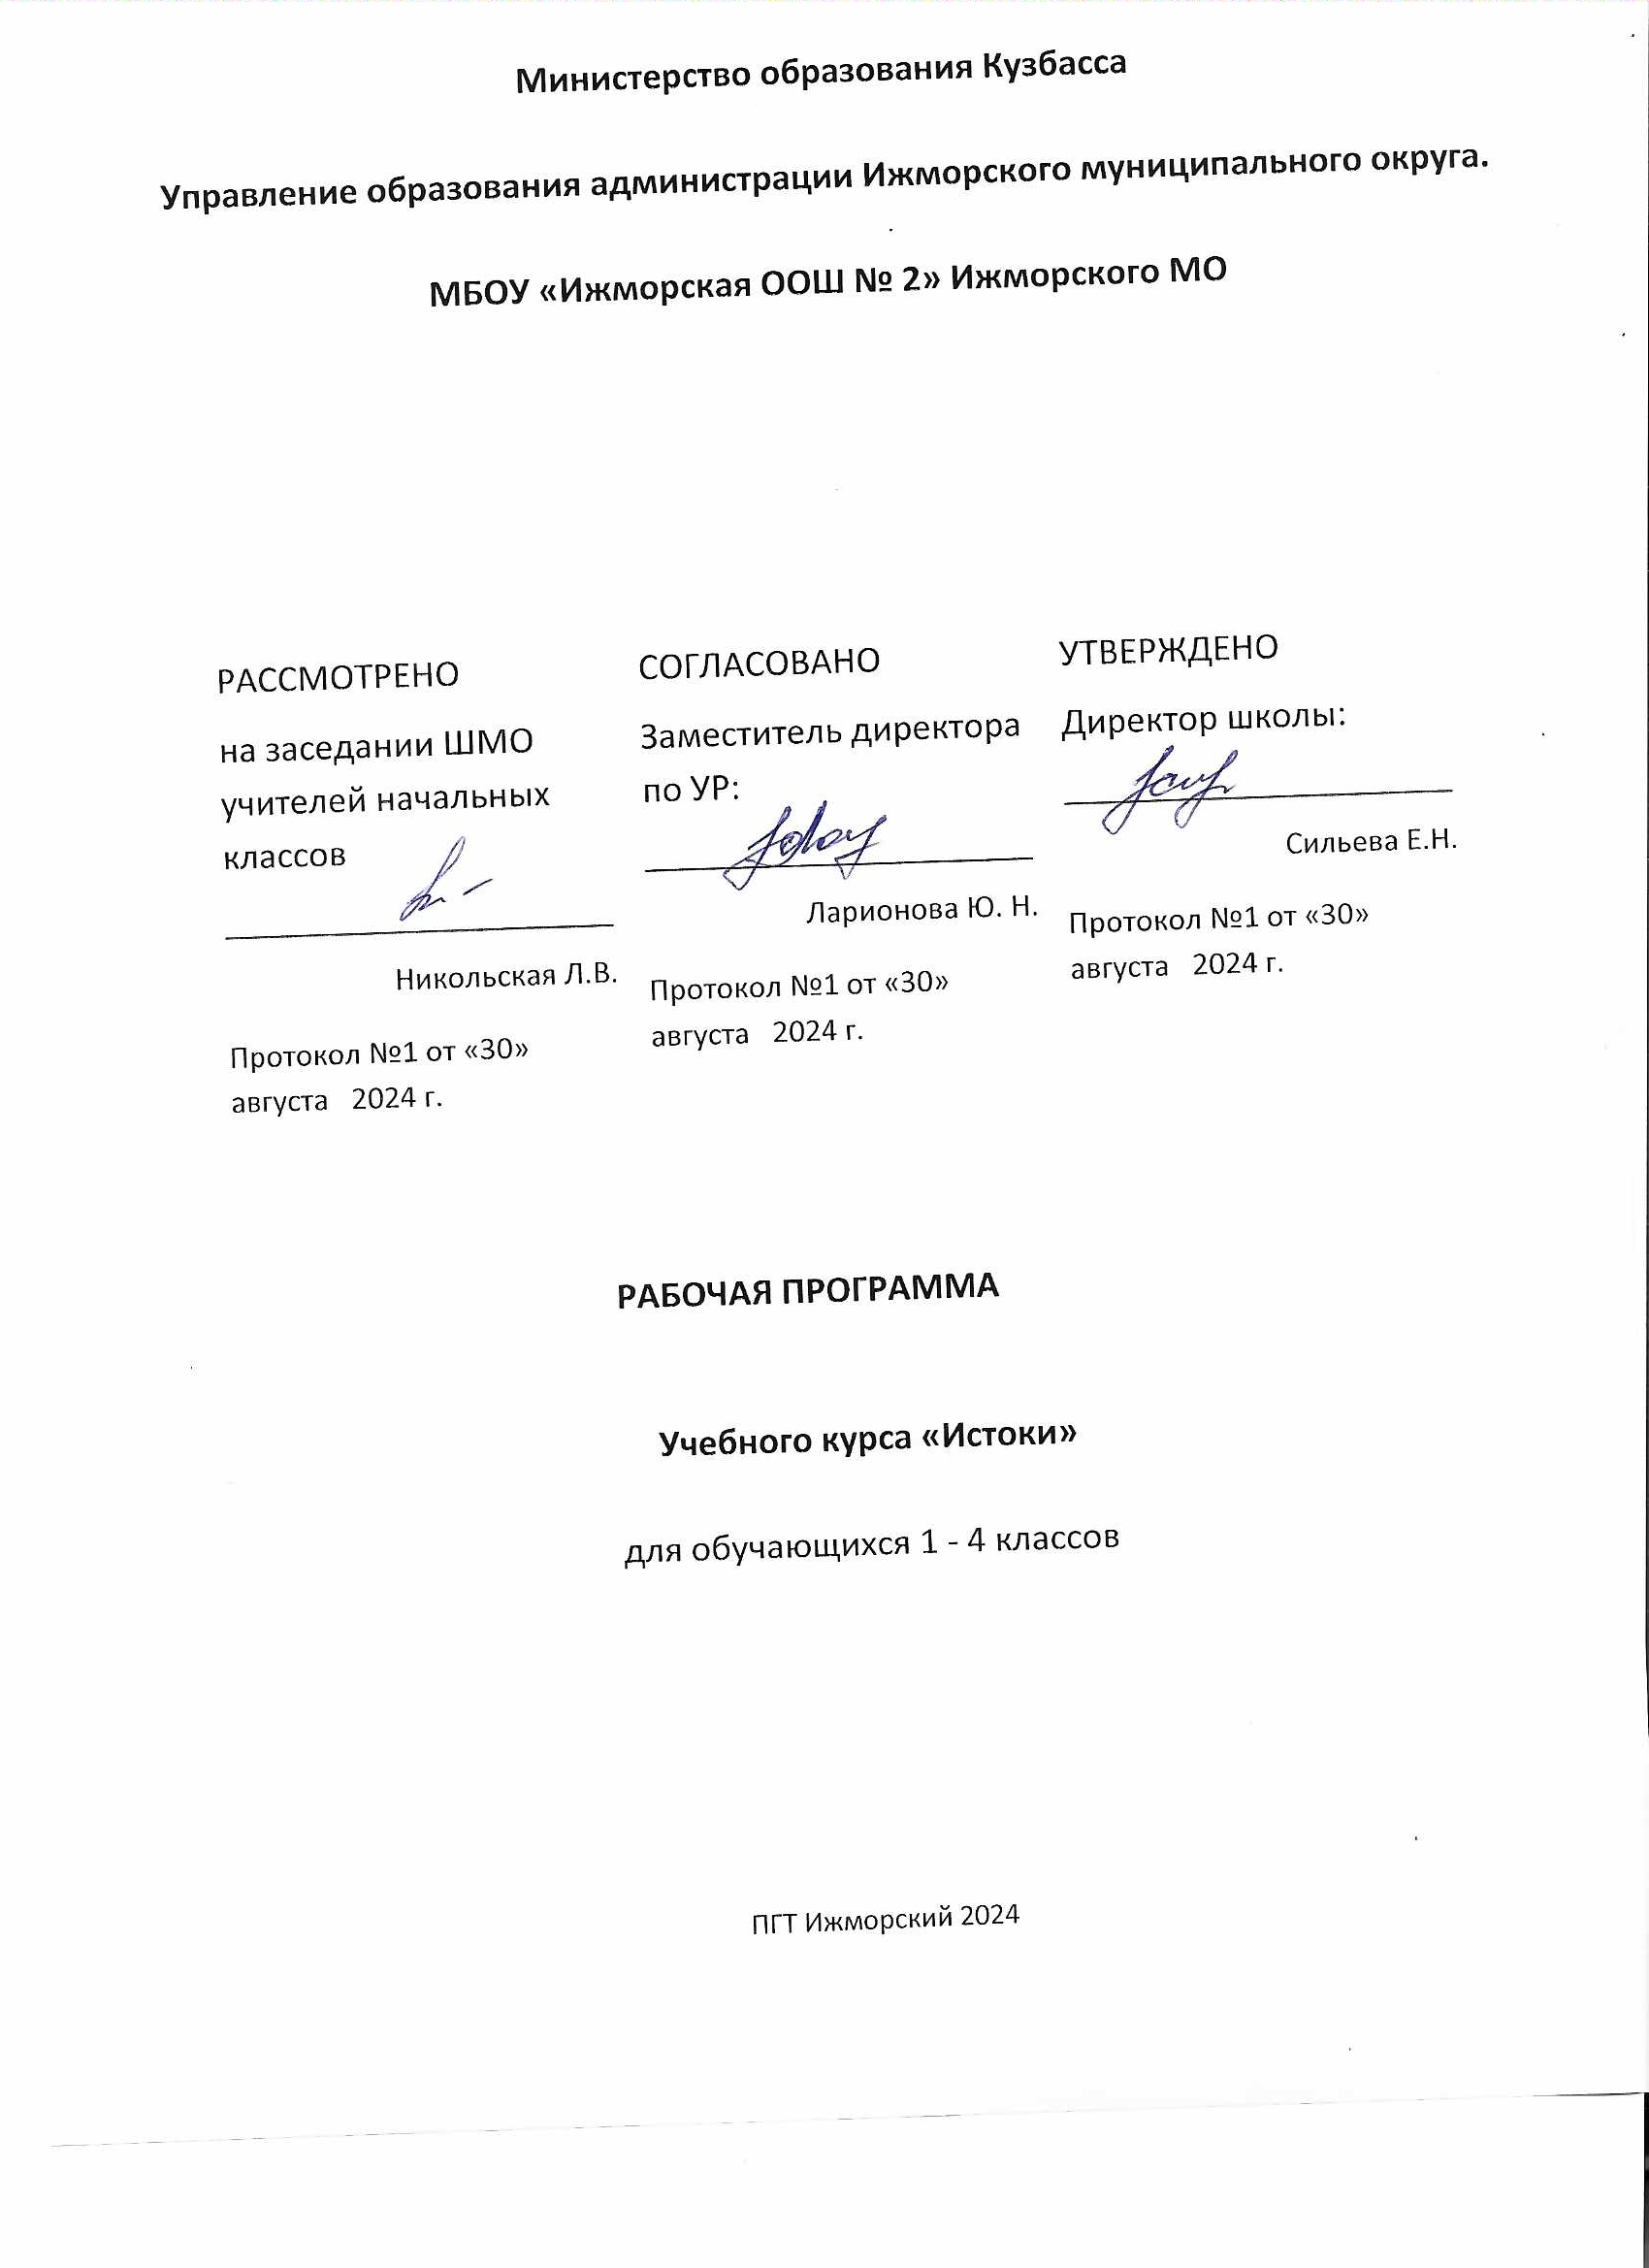 Министерство образования Кузбасса
Управление образования администрации Ижморского муниципального округа.
МБОУ «Ижморская ООШ № 2» Ижморского МО
РАССМОТРЕНО
на заседании ШМО
учителей начальных
классов
Никольская Л.В.
Протокол №1 от «30»
августа 2024 г.
СОГЛАСОВАНО
Заместитель директора
по УР:
Ларионова Ю. Н.
Протокол №1 от «30»
августа 2024 г.
УТВЕРЖДЕНО
Директор школы:
Сильева Е.Н.
Протокол №1 от «30»
августа 2024 г.
РАБОЧАЯ ПРОГРАММА
Учебного курса «Истоки»
для обучающихся 1 - 4 классов
ПГТ Ижморский 2024